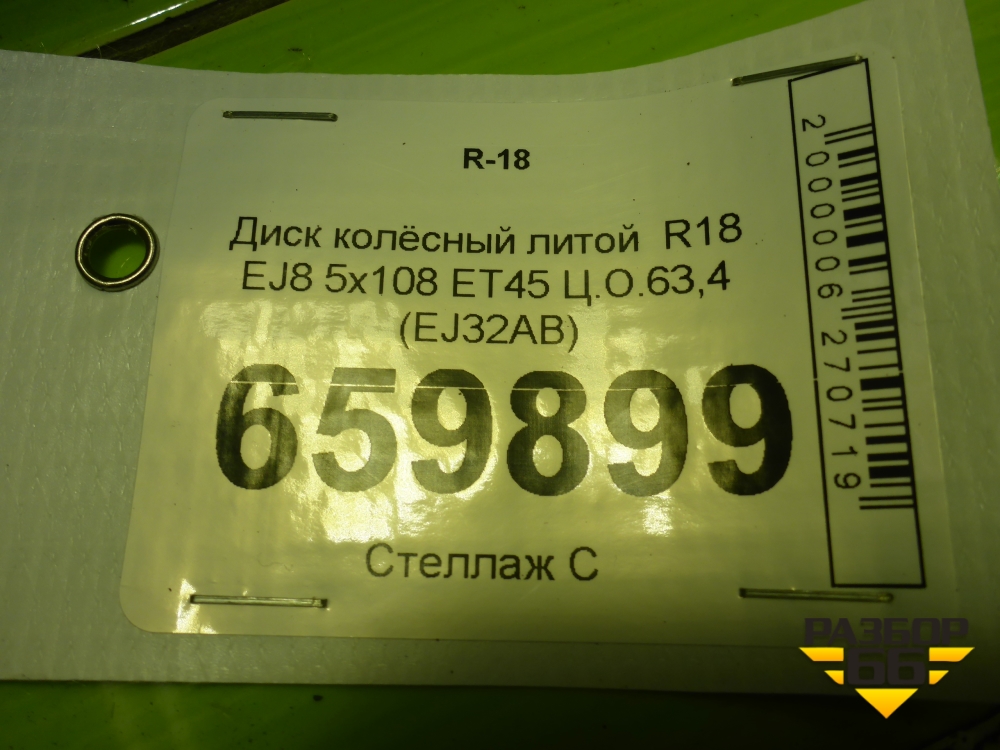 R-18
Диск колёсный литой R18
EJ8 5x108 ET45 Ц.О.63,4
(EJ32AB)
659899
Стеллаж С
2000006270719
РАЗБОР
66